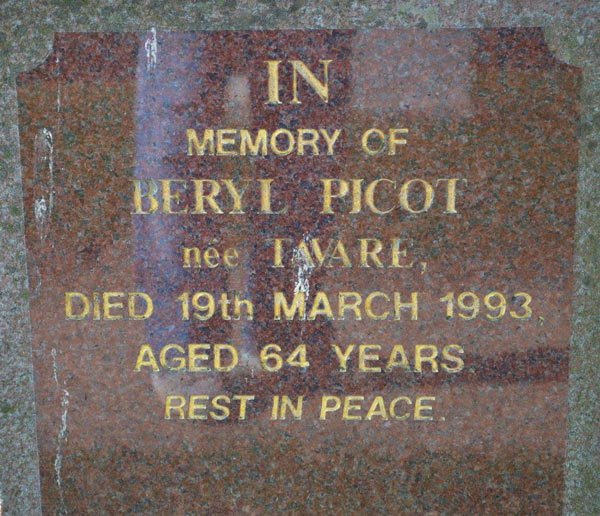 IN
MEMORY OF
BERYL PICOT
née TAVARE,
DIED 19th MARCH 1993.
AGED 64 YEARS.
REST IN PEACE.